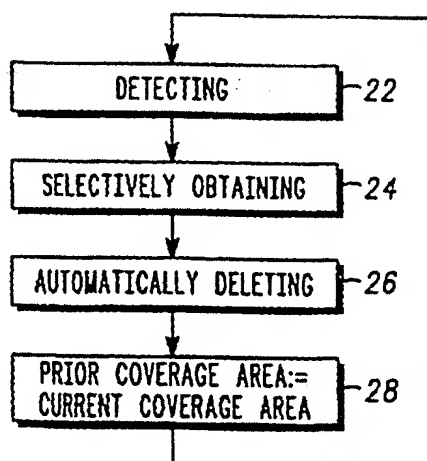 DETECTING 22
SELECTIVELY OBTAINING 24
AUTOMATICALLY DELETING 26
PRIOR COVERAGE AREA:=
CURRENT COVERAGE AREA 28